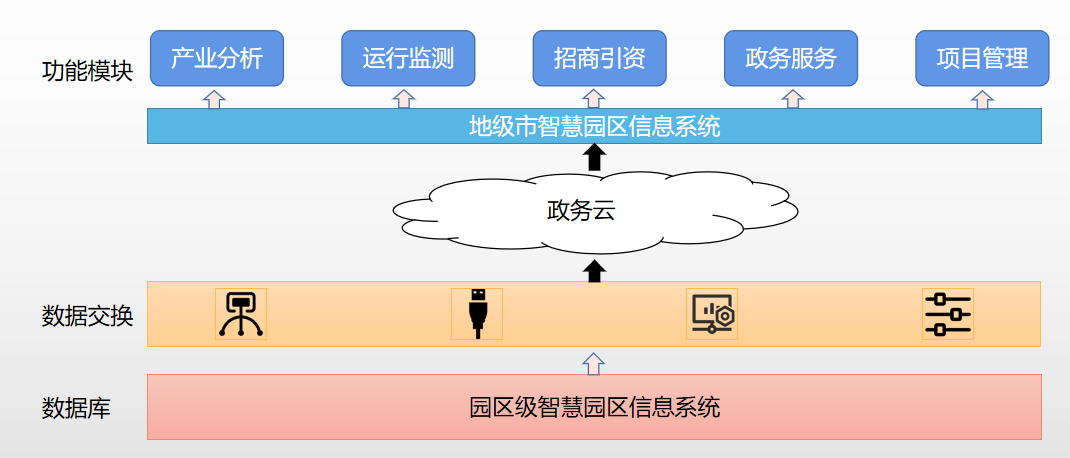 产业分析
运行监测
招商引资
政务服务
项目管理
功能模块
地级市智慧园区信息系统
政务云
数据交换
数据库
园区级智慧园区信息系统